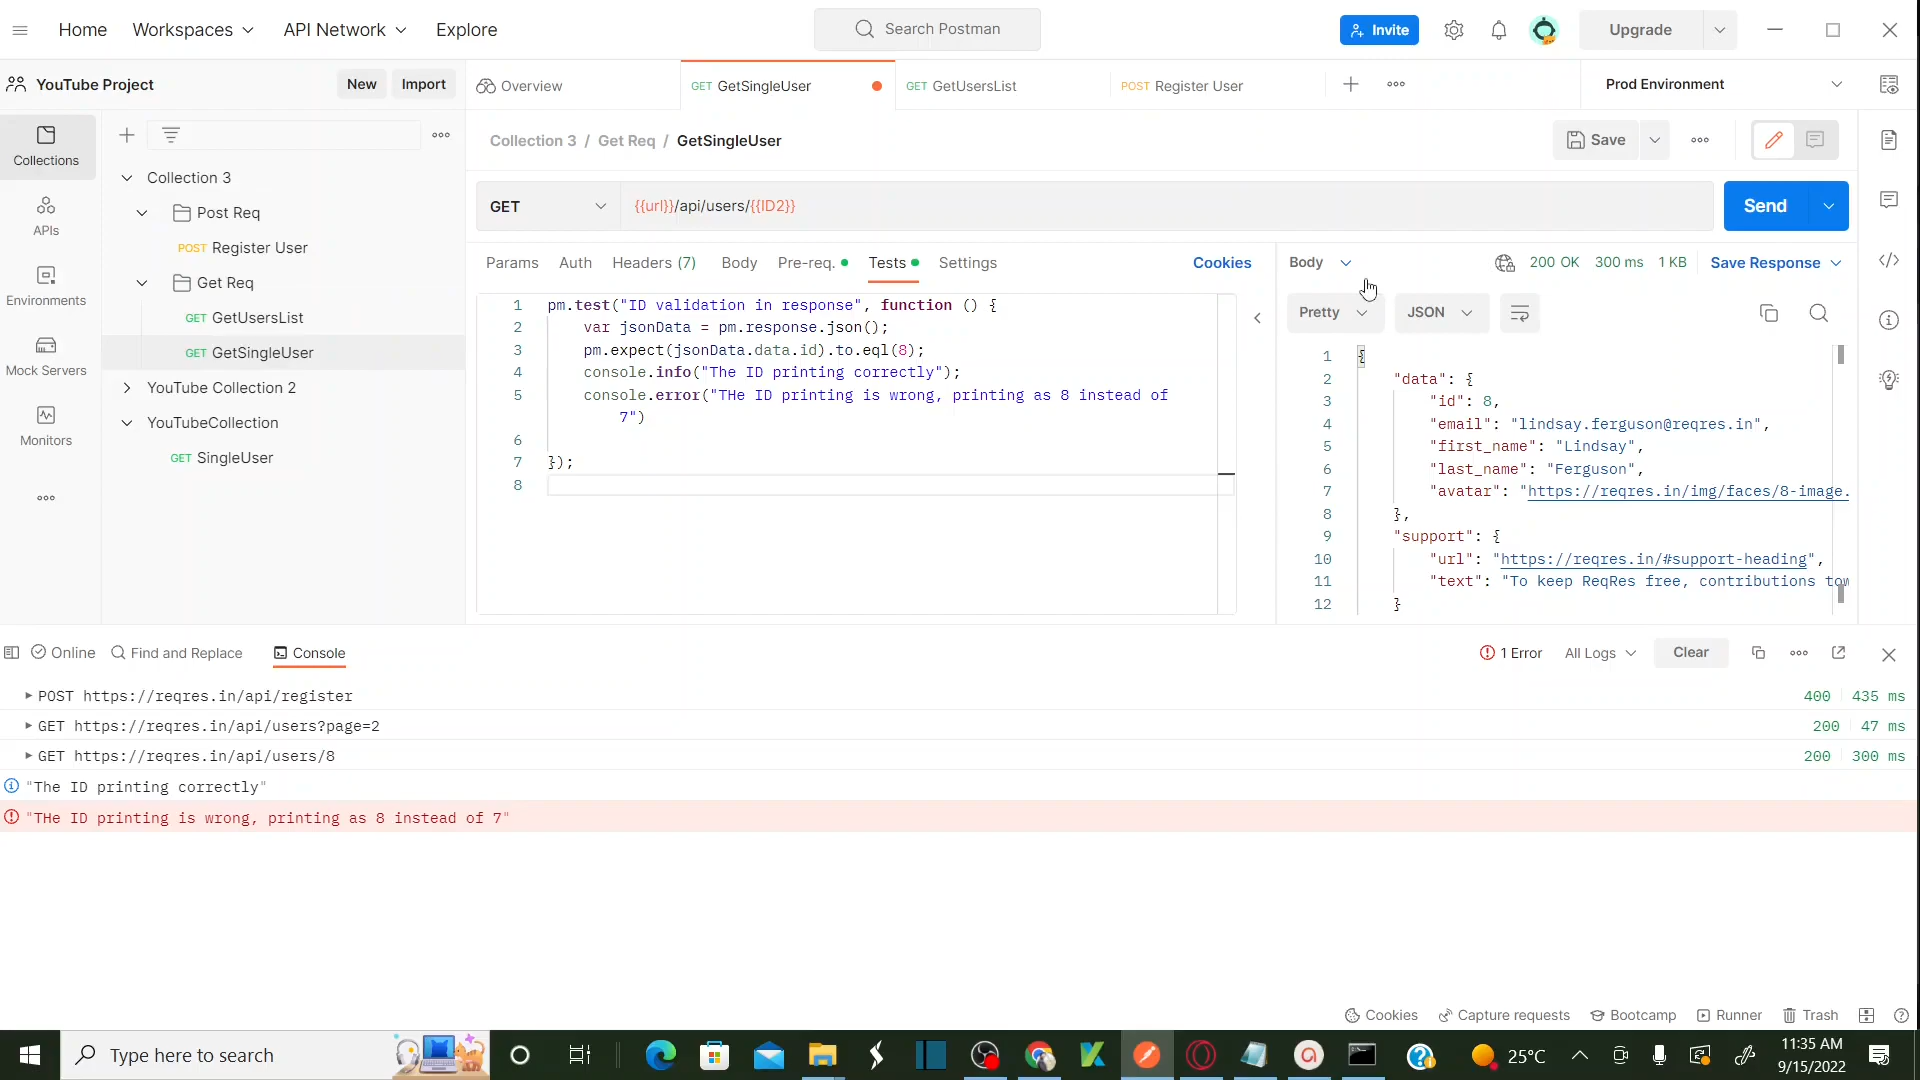 Home
Workspaces
API Network
Explore
Search Postman
Invite
Upgrade
YouTube Project
New
Import
Overview
GET GetSingleUser
GET GetUsersList
POST Register User
Prod Environment
Collections
APIs
Environments
Mock Servers
Monitors
Collection 3
Post Req
POST Register User
Get Req
GET GetUsersList
GET GetSingleUser
YouTube Collection 2
YouTubeCollection
GET SingleUser
Collection 3 / Get Req / GetSingleUser
Save
GET
{{url}}/api/users/{{ID2}}
Send
Params
Auth
Headers (7)
Body
Pre-req.
Tests
Settings
Cookies
1 pm.test("ID validation in response", function () {
2 var jsonData = pm.response.json();
3 pm.expect(jsonData.data.id).to.eql(8);
4 console.info("The ID printing correctly");
5 console.error("THe ID printing is wrong, printing as 8 instead of
7")
6
7 });
8
Body
200 OK 300 ms 1 KB
Save Response
Pretty
JSON
1 {
2 "data": {
3 "id": 8,
4 "email": "lindsay.ferguson@reqres.in",
5 "first_name": "Lindsay",
6 "last_name": "Ferguson",
7 "avatar": "https://reqres.in/img/faces/8-image.
8 },
9 "support": {
10 "url": "https://reqres.in/#support-heading",
11 "text": "To keep ReqRes free, contributions tow
12 }
Online
Find and Replace
Console
1 Error
All Logs
Clear
POST https://reqres.in/api/register 400 435 ms
GET https://reqres.in/api/users?page=2 200 47 ms
GET https://reqres.in/api/users/8 200 300 ms
"The ID printing correctly"
"THe ID printing is wrong, printing as 8 instead of 7"
Cookies
Capture requests
Bootcamp
Runner
Trash
Type here to search
25°C
11:35 AM
9/15/2022